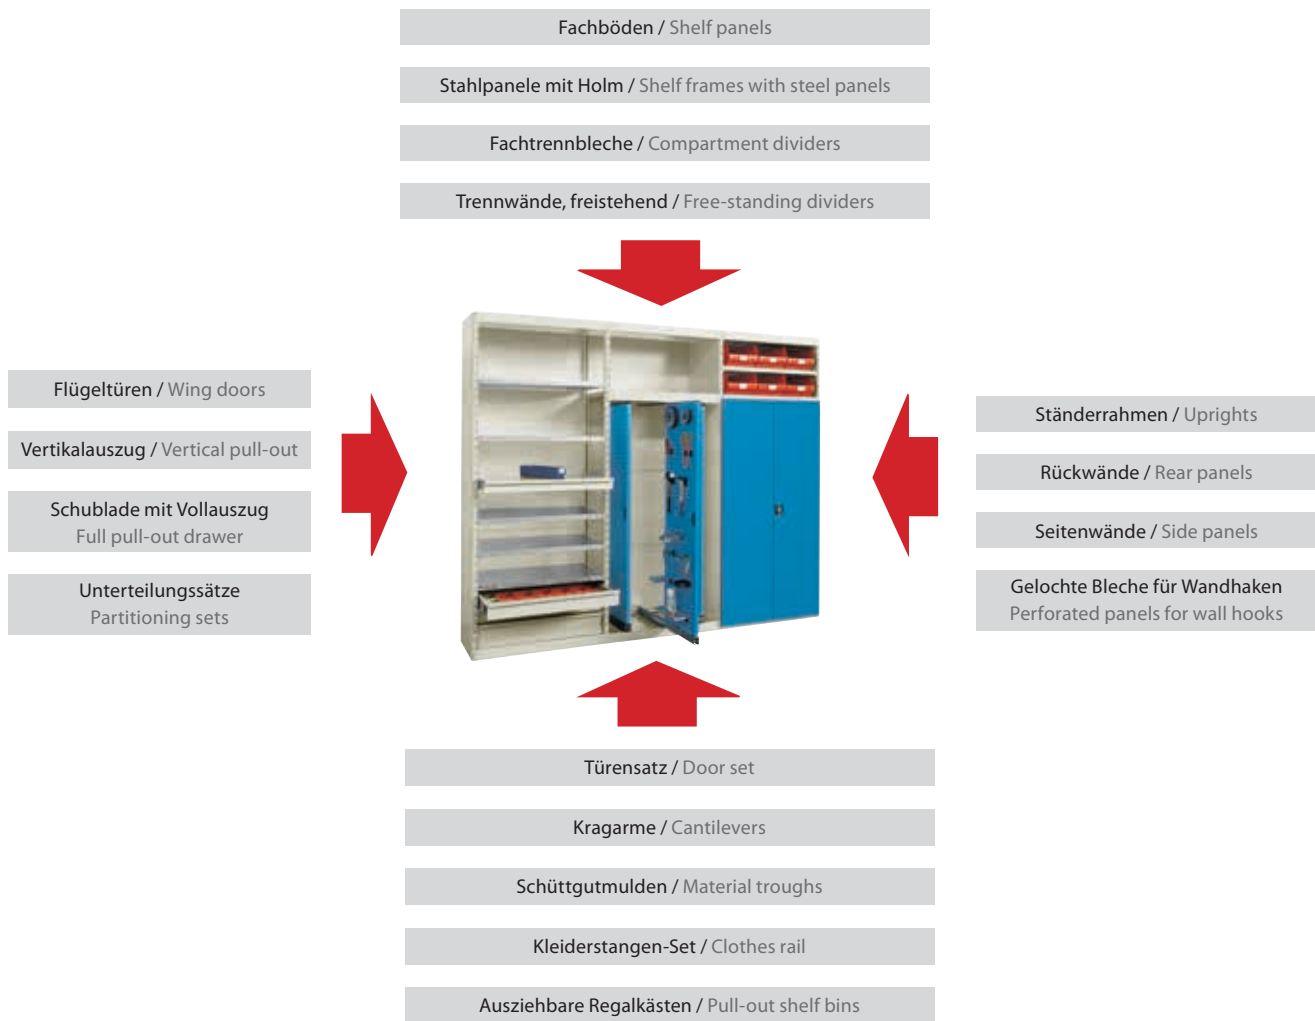 Fachböden / Shelf panels
Stahlpanele mit Holm / Shelf frames with steel panels
Fachtrennbleche / Compartment dividers
Trennwände, freistehend / Free-standing dividers
Flügeltüren / Wing doors
Vertikalauszug / Vertical pull-out
Schublade mit Vollauszug
Full pull-out drawer
Unterteilungssätze
Partitioning sets
Ständerrahmen / Uprights
Rückwände / Rear panels
Seitenwände / Side panels
Gelochte Bleche für Wandhaken
Perforated panels for wall hooks
Türensatz / Door set
Kragarme / Cantilevers
Schüttgutmulden / Material troughs
Kleiderstangen-Set / Clothes rail
Ausziehbare Regalkästen / Pull-out shelf bins